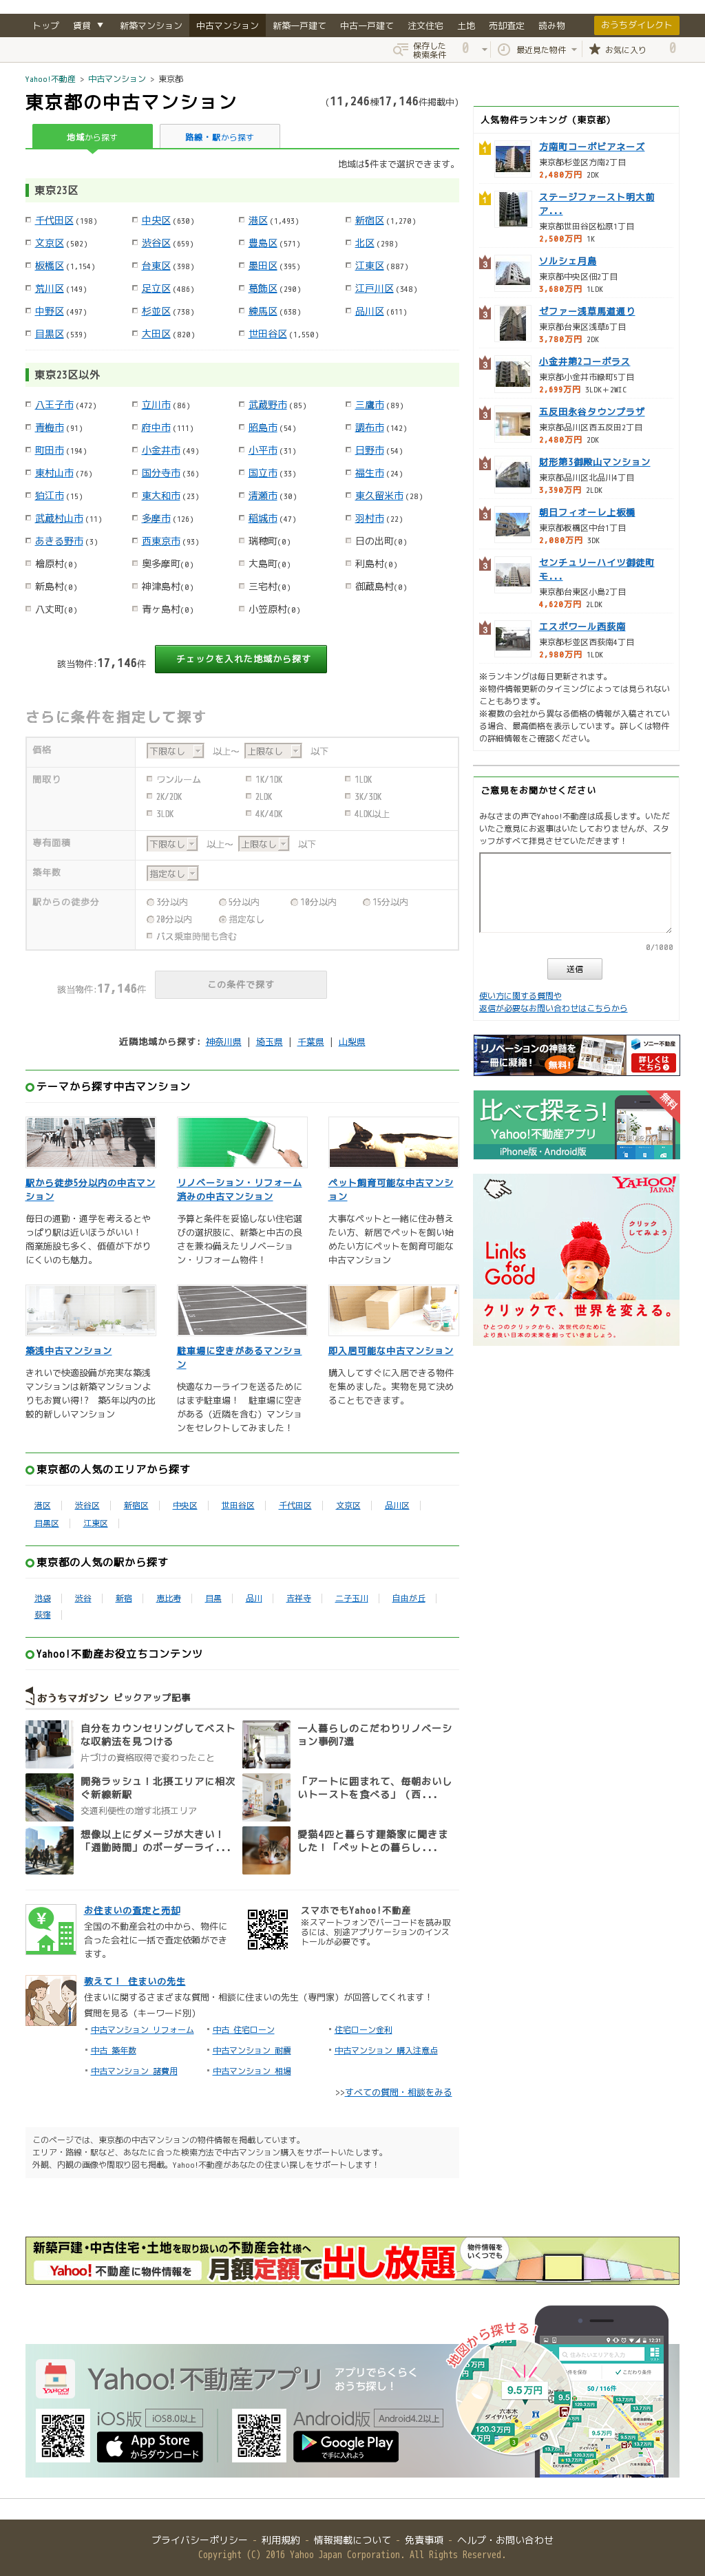 トップ 賃貸 ▼ 新築マンション 中古マンション 新築一戸建て 中古一戸建て 注文住宅 土地 売却査定 読み物 おうちダイレクト
保存した検索条件 0 最近見た物件 お気に入り 0
Yahoo!不動産 > 中古マンション > 東京都
東京都の中古マンション
(11,246棟17,146件掲載中)
地域から探す 路線・駅から探す
地域は5件まで選択できます。
東京23区
千代田区(198) 中央区(630) 港区(1,493) 新宿区(1,270)
文京区(502) 渋谷区(659) 豊島区(571) 北区(298)
板橋区(1,154) 台東区(398) 墨田区(395) 江東区(887)
荒川区(149) 足立区(486) 葛飾区(290) 江戸川区(348)
中野区(497) 杉並区(738) 練馬区(638) 品川区(611)
目黒区(539) 大田区(820) 世田谷区(1,550)
東京23区以外
八王子市(472) 立川市(86) 武蔵野市(85) 三鷹市(89)
青梅市(91) 府中市(111) 昭島市(54) 調布市(142)
町田市(194) 小金井市(49) 小平市(31) 日野市(54)
東村山市(76) 国分寺市(36) 国立市(33) 福生市(24)
狛江市(15) 東大和市(23) 清瀬市(30) 東久留米市(28)
武蔵村山市(11) 多摩市(126) 稲城市(47) 羽村市(22)
あきる野市(3) 西東京市(93) 瑞穂町(0) 日の出町(0)
檜原村(0) 奥多摩町(0) 大島町(0) 利島村(0)
新島村(0) 神津島村(0) 三宅村(0) 御蔵島村(0)
八丈町(0) 青ヶ島村(0) 小笠原村(0)
該当物件:17,146件 チェックを入れた地域から探す
さらに条件を指定して探す
価格 下限なし 以上〜 上限なし 以下
間取り ワンルーム 1K/1DK 1LDK
2K/2DK 2LDK 3K/3DK
3LDK 4K/4DK 4LDK以上
専有面積 下限なし 以上〜 上限なし 以下
築年数 指定なし
駅からの徒歩分 3分以内 5分以内 10分以内 15分以内
20分以内 指定なし
バス乗車時間も含む
該当物件:17,146件 この条件で探す
近隣地域から探す: 神奈川県 | 埼玉県 | 千葉県 | 山梨県
テーマから探す中古マンション
駅から徒歩5分以内の中古マンション
毎日の通勤・通学を考えるとやっぱり駅は近いほうがいい!商業施設も多く、価値が下がりにくいのも魅力。
リノベーション・リフォーム済みの中古マンション
予算と条件を妥協しない住宅選びの選択肢に、新築と中古の良さを兼ね備えたリノベーション・リフォーム物件!
ペット飼育可能な中古マンション
大事なペットと一緒に住み替えたい方、新居でペットを飼い始めたい方にペットを飼育可能な中古マンション
築浅中古マンション
きれいで快適設備が充実な築浅マンションは新築マンションよりもお買い得!? 築5年以内の比較的新しいマンション
駐車場に空きがあるマンション
快適なカーライフを送るためにはまず駐車場! 駐車場に空きがある(近隣を含む)マンションをセレクトしてみました!
即入居可能な中古マンション
購入してすぐに入居できる物件を集めました。実物を見て決めることもできます。
東京都の人気のエリアから探す
港区 渋谷区 新宿区 中央区 世田谷区 千代田区 文京区 品川区
目黒区 江東区
東京都の人気の駅から探す
池袋 渋谷 新宿 恵比寿 目黒 品川 吉祥寺 二子玉川 自由が丘
荻窪
Yahoo!不動産お役立ちコンテンツ
おうちマガジン ピックアップ記事
自分をカウンセリングしてベストな収納法を見つける
片づけの資格取得で変わったこと
一人暮らしのこだわりリノベーション事例7選
開発ラッシュ!北摂エリアに相次ぐ新線新駅
交通利便性の増す北摂エリア
「アートに囲まれて、毎朝おいしいトーストを食べる」(西...
想像以上にダメージが大きい!「通勤時間」のボーダーライ...
愛猫4匹と暮らす建築家に聞きました!「ペットとの暮らし...
お住まいの査定と売却
全国の不動産会社の中から、物件に合った会社に一括で査定依頼ができます。
スマホでもYahoo!不動産
※スマートフォンでバーコードを読み取るには、別途アプリケーションのインストールが必要です。
教えて! 住まいの先生
住まいに関するさまざまな質問・相談に住まいの先生(専門家)が回答してくれます!
質問を見る(キーワード別)
中古マンション リフォーム 中古 住宅ローン 住宅ローン金利
中古 築年数 中古マンション 耐震 中古マンション 購入注意点
中古マンション 諸費用 中古マンション 相場
>>すべての質問・相談をみる
このページでは、東京都の中古マンションの物件情報を掲載しています。
エリア・路線・駅など、あなたに合った検索方法で中古マンション購入をサポートいたします。
外観、内観の画像や間取り図も掲載。Yahoo!不動産があなたの住まい探しをサポートします!
人気物件ランキング(東京都)
1 方南町コーポビアネーズ
東京都杉並区方南2丁目
2,480万円 2DK
1 ステージファースト明大前ア...
東京都世田谷区松原1丁目
2,500万円 1K
3 ソルシェ月島
東京都中央区佃2丁目
3,680万円 1LDK
3 ゼファー浅草馬道通り
東京都台東区浅草6丁目
3,780万円 2DK
3 小金井第2コーポラス
東京都小金井市緑町5丁目
2,699万円 3LDK+2WIC
3 五反田永谷タウンプラザ
東京都品川区西五反田2丁目
2,480万円 2DK
3 財形第3御殿山マンション
東京都品川区北品川4丁目
3,390万円 2LDK
3 朝日フィオーレ上板橋
東京都板橋区中台1丁目
2,080万円 3DK
3 センチュリーハイツ御徒町モ...
東京都台東区小島2丁目
4,620万円 2LDK
3 エスポワール西荻南
東京都杉並区西荻南4丁目
2,980万円 1LDK
※ランキングは毎日更新されます。
※物件情報更新のタイミングによっては見られないこともあります。
※複数の会社から異なる価格の情報が入稿されている場合、最高価格を表示しています。詳しくは物件の詳細情報をご確認ください。
ご意見をお聞かせください
みなさまの声でYahoo!不動産は成長します。いただいたご意見にお返事はいたしておりませんが、スタッフがすべて拝見させていただきます!
0/1000
送信
使い方に関する質問や
返信が必要なお問い合わせはこちらから
リノベーションの神髄を一冊に凝縮! 無料! ソニー不動産 詳しくはこちら
比べて探そう! 無料
Yahoo!不動産アプリ
iPhone版・Android版
YAHOO! JAPAN
クリックしてみよう
Links for Good
クリックで、世界を変える。
ひとつのクリックから、次世代のために
より良い日本の未来を創っていきましょう。
新築戸建・中古住宅・土地を取り扱いの不動産会社様へ
Yahoo!不動産に物件情報を 月額定額で出し放題
物件情報をいくつでも
地図から探せる!
Yahoo!不動産アプリ アプリでらくらくおうち探し!
iOS版 iOS8.0以上 Android版 Android4.2以上
App Store からダウンロード Google Play で手に入れよう
12:31
住みたいエリアを入力
こだわり条件
50 / 116件
9.5万円
六本木
120.3万円
プライバシーポリシー - 利用規約 - 情報掲載について - 免責事項 - ヘルプ・お問い合わせ
Copyright (C) 2016 Yahoo Japan Corporation. All Rights Reserved.